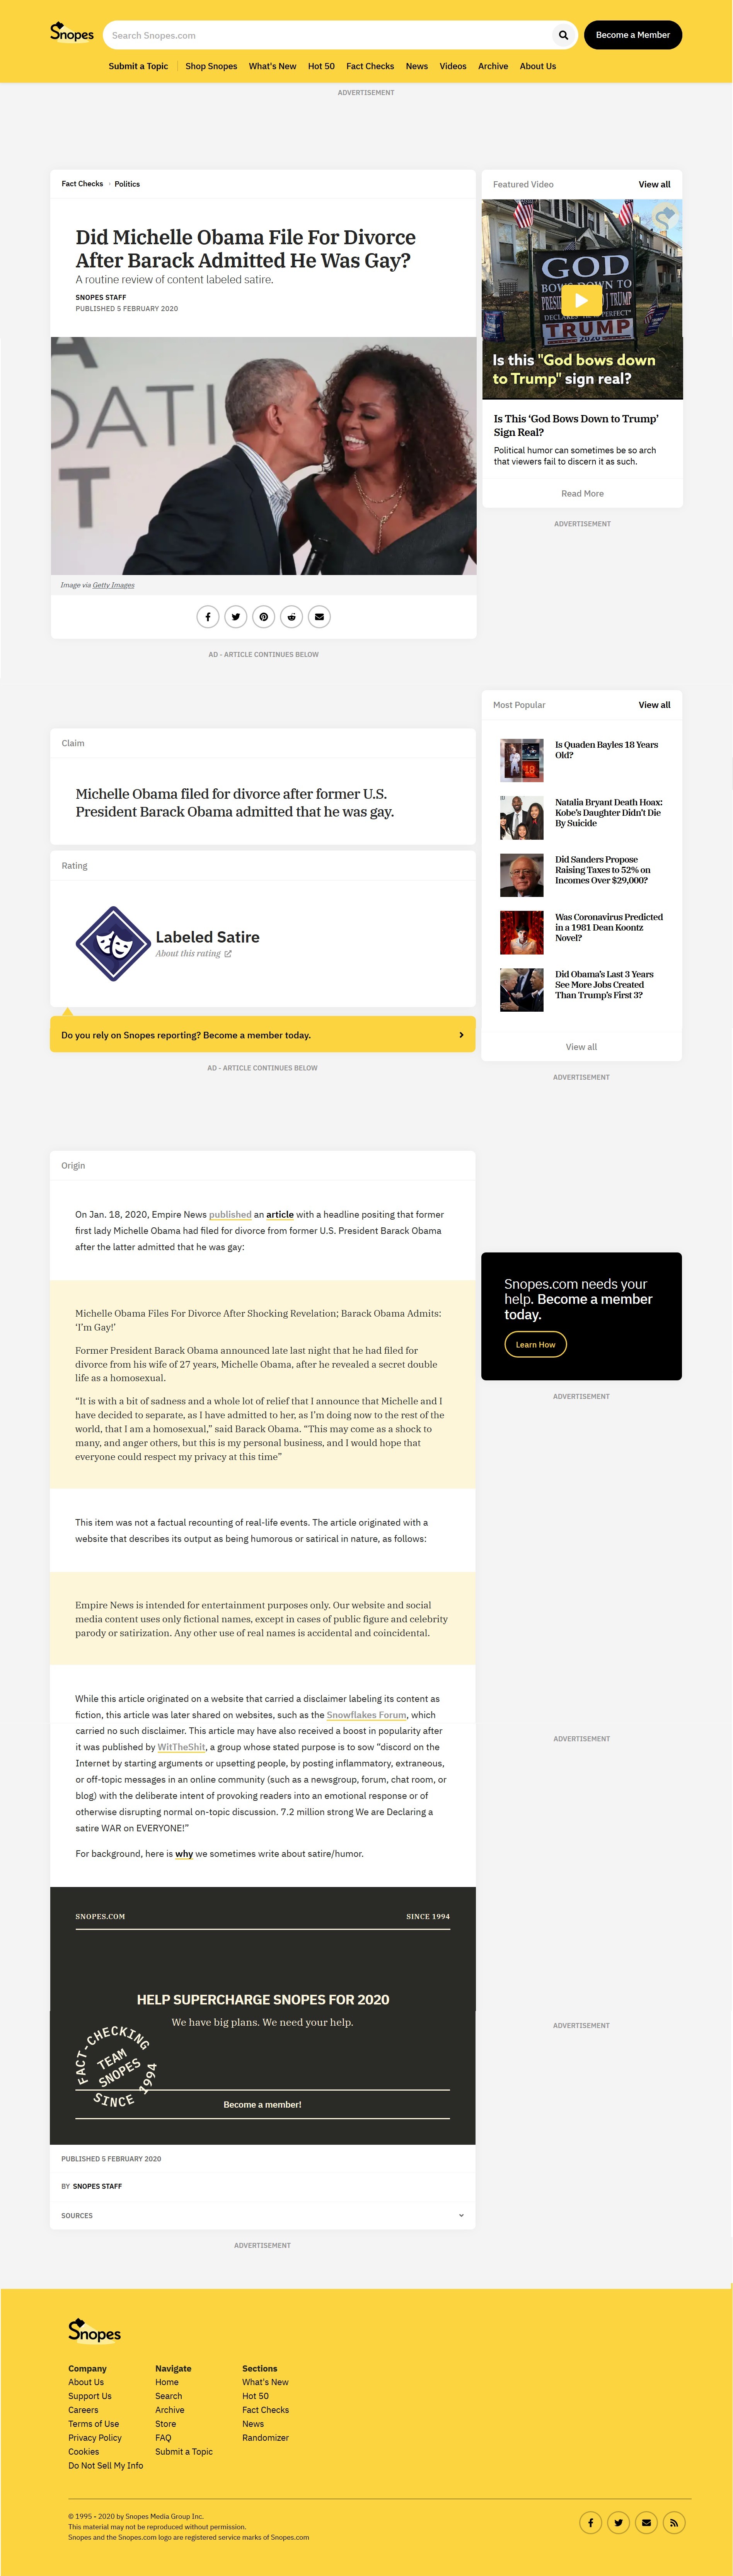 Snopes
Search Snopes.com
Become a Member
Submit a Topic
Shop Snopes
What's New
Hot 50
Fact Checks
News
Videos
Archive
About Us
ADVERTISEMENT
Fact Checks
Politics
Did Michelle Obama File For Divorce
After Barack Admitted He Was Gay?
A routine review of content labeled satire.
SNOPES STAFF
PUBLISHED 5 FEBRUARY 2020
DATI
T
Image via Getty Images
AD - ARTICLE CONTINUES BELOW
Claim
Michelle Obama filed for divorce after former U.S.
President Barack Obama admitted that he was gay.
Rating
Labeled Satire
About this rating
Do you rely on Snopes reporting? Become a member today.
AD - ARTICLE CONTINUES BELOW
Featured Video
View all
GOD
BOWS DOWN TO
TRUMP
2020
Is this "God bows down
to Trump" sign real?
Is This ‘God Bows Down to Trump’
Sign Real?
Political humor can sometimes be so arch
that viewers fail to discern it as such.
Read More
ADVERTISEMENT
Most Popular
View all
18
Is Quaden Bayles 18 Years
Old?
Natalia Bryant Death Hoax:
Kobe’s Daughter Didn’t Die
By Suicide
Did Sanders Propose
Raising Taxes to 52% on
Incomes Over $29,000?
Was Coronavirus Predicted
in a 1981 Dean Koontz
Novel?
Did Obama’s Last 3 Years
See More Jobs Created
Than Trump’s First 3?
View all
ADVERTISEMENT
Origin
On Jan. 18, 2020, Empire News published an article with a headline positing that former
first lady Michelle Obama had filed for divorce from former U.S. President Barack Obama
after the latter admitted that he was gay:
Michelle Obama Files For Divorce After Shocking Revelation; Barack Obama Admits:
‘I’m Gay!’
Former President Barack Obama announced late last night that he had filed for
divorce from his wife of 27 years, Michelle Obama, after he revealed a secret double
life as a homosexual.
“It is with a bit of sadness and a whole lot of relief that I announce that Michelle and I
have decided to separate, as I have admitted to her, as I’m doing now to the rest of the
world, that I am a homosexual,” said Barack Obama. “This may come as a shock to
many, and anger others, but this is my personal business, and I would hope that
everyone could respect my privacy at this time”
This item was not a factual recounting of real-life events. The article originated with a
website that describes its output as being humorous or satirical in nature, as follows:
Empire News is intended for entertainment purposes only. Our website and social
media content uses only fictional names, except in cases of public figure and celebrity
parody or satirization. Any other use of real names is accidental and coincidental.
While this article originated on a website that carried a disclaimer labeling its content as
fiction, this article was later shared on websites, such as the Snowflakes Forum, which
carried no such disclaimer. This article may have also received a boost in popularity after
it was published by WitTheShit, a group whose stated purpose is to sow “discord on the
Internet by starting arguments or upsetting people, by posting inflammatory, extraneous,
or off-topic messages in an online community (such as a newsgroup, forum, chat room, or
blog) with the deliberate intent of provoking readers into an emotional response or of
otherwise disrupting normal on-topic discussion. 7.2 million strong We are Declaring a
satire WAR on EVERYONE!”
For background, here is why we sometimes write about satire/humor.
Snopes.com needs your
help. Become a member
today.
Learn How
ADVERTISEMENT
ADVERTISEMENT
ADVERTISEMENT
SNOPES.COM
SINCE 1994
HELP SUPERCHARGE SNOPES FOR 2020
We have big plans. We need your help.
FACT-CHECKING
TEAM
SNOPES
SINCE 1994
Become a member!
PUBLISHED 5 FEBRUARY 2020
BY SNOPES STAFF
SOURCES
ADVERTISEMENT
Snopes
Company
About Us
Support Us
Careers
Terms of Use
Privacy Policy
Cookies
Do Not Sell My Info
Navigate
Home
Search
Archive
Store
FAQ
Submit a Topic
Sections
What's New
Hot 50
Fact Checks
News
Randomizer
© 1995 - 2020 by Snopes Media Group Inc.
This material may not be reproduced without permission.
Snopes and the Snopes.com logo are registered service marks of Snopes.com